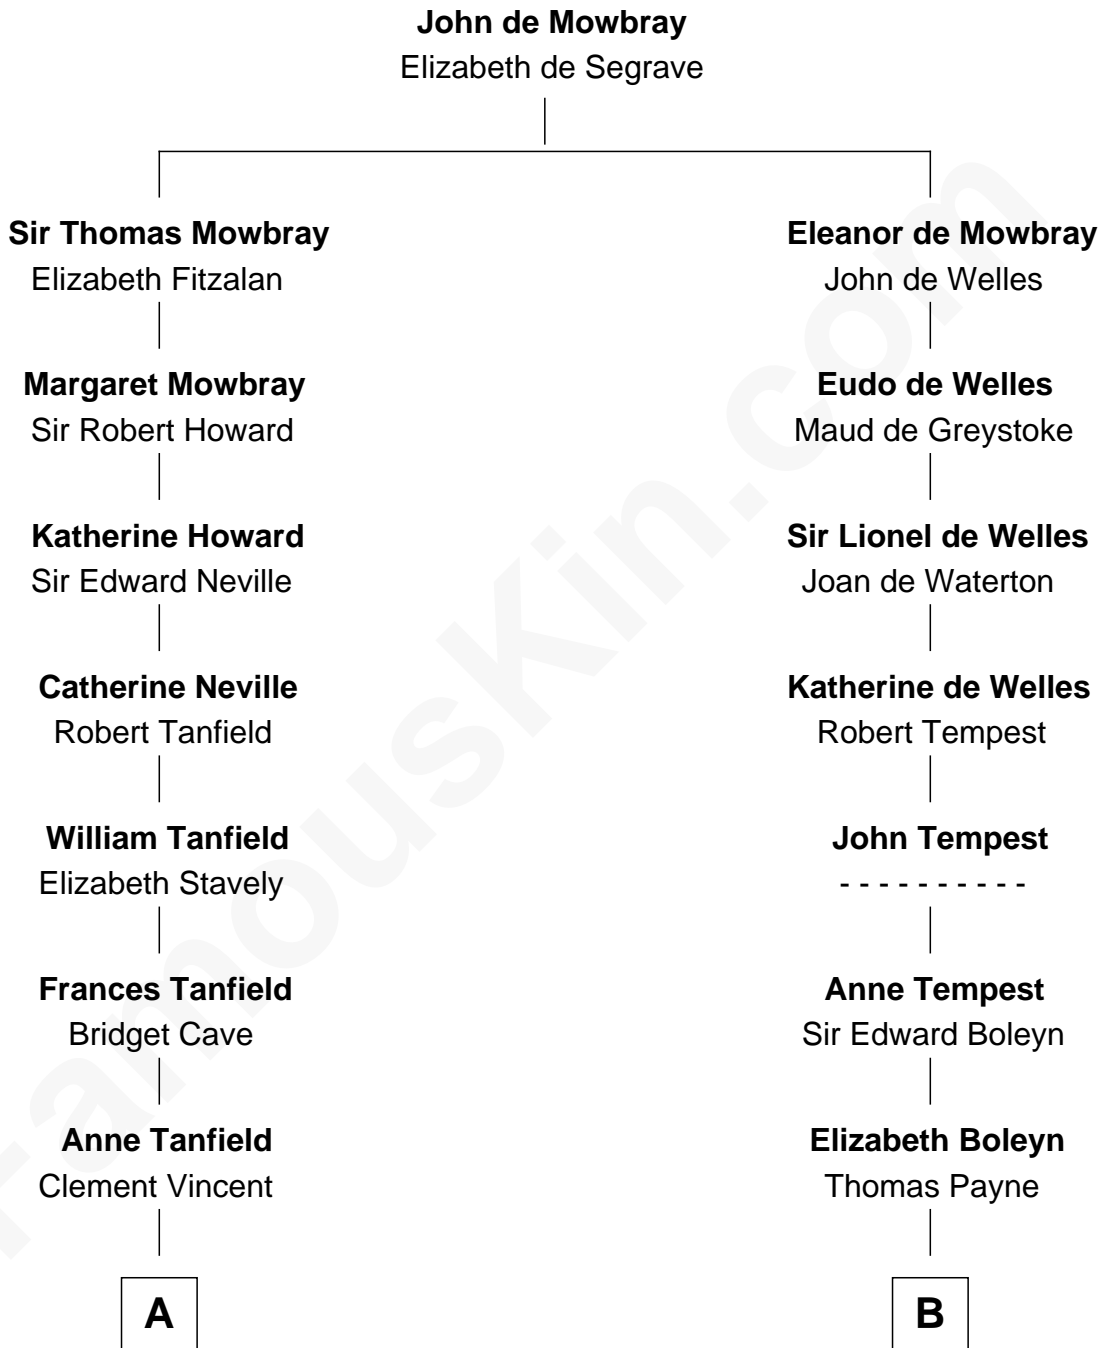 John de Mowbray
Elizabeth de Segrave
Sir Thomas Mowbray
Elizabeth Fitzalan
Eleanor de Mowbray
John de Welles
Margaret Mowbray
Sir Robert Howard
Eudo de Welles
Maud de Greystoke
Katherine Howard
Sir Edward Neville
Sir Lionel de Welles
Joan de Waterton
Catherine Neville
Robert Tanfield
Katherine de Welles
Robert Tempest
William Tanfield
Elizabeth Stavely
John Tempest
- - - - - - - - - -
Frances Tanfield
Bridget Cave
Anne Tempest
Sir Edward Boleyn
Anne Tanfield
Clement Vincent
Elizabeth Boleyn
Thomas Payne
A
B
FamousKin.com